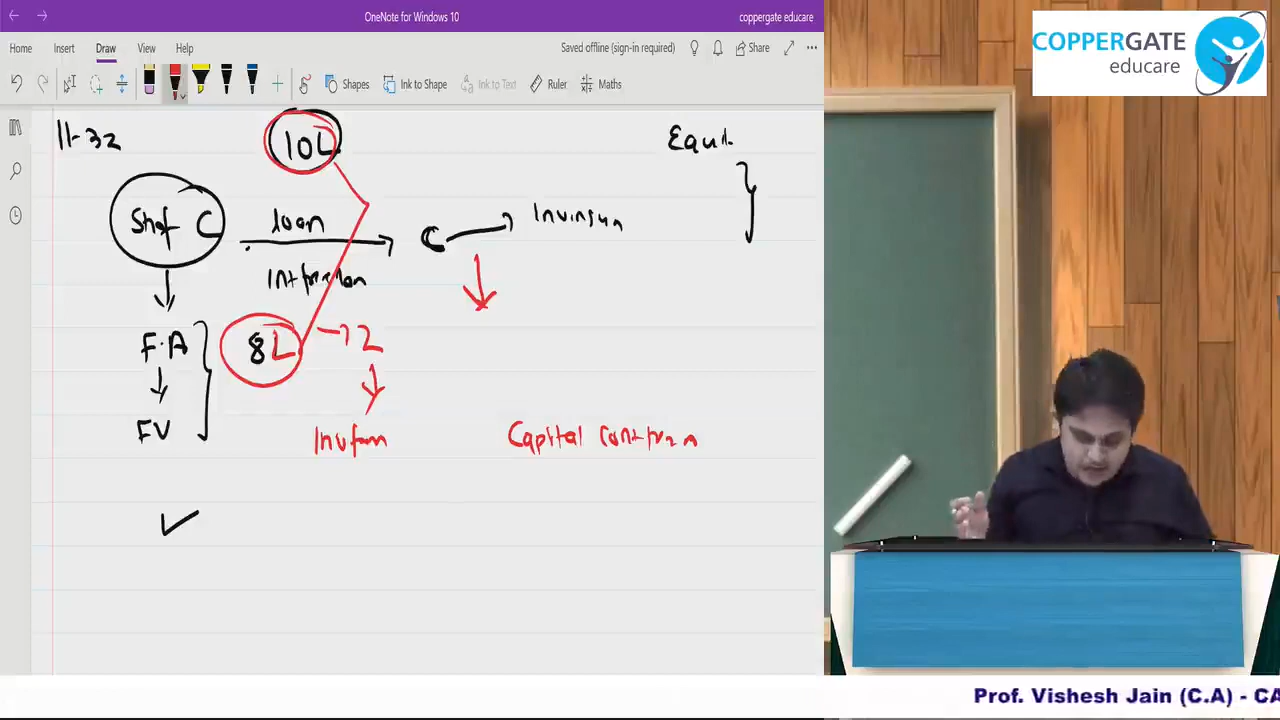 OneNote for Windows 10
coppergate educare
Home Insert Draw View Help
Saved offline (sign-in required)
Share
Shapes
Ink to Shape
Ink to Text
Ruler
Maths
COPPERGATE
educare
11-32
10L
Equi
C
loan
C
F.A
8L
2
FV
Capital
Prof. Vishesh Jain (C.A) - CA